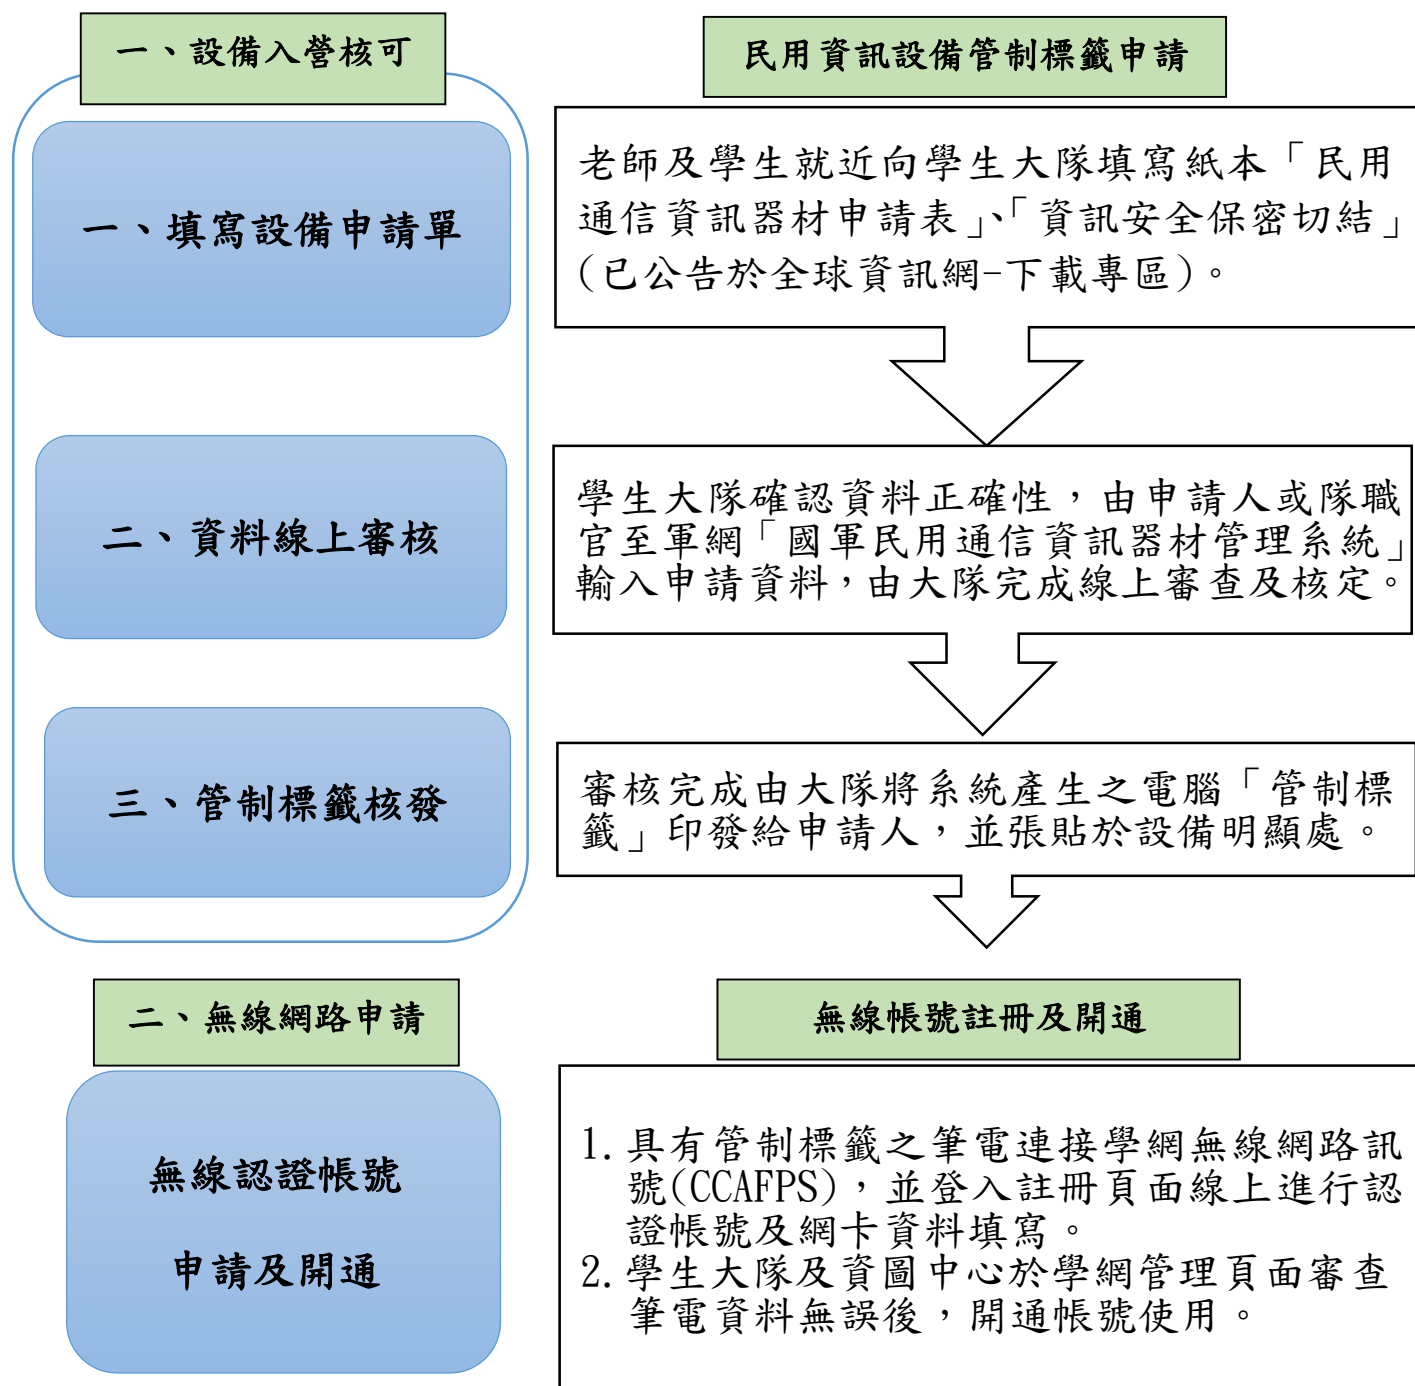 一、設備入營核可
民用資訊設備管制標籤申請
一、填寫設備申請單
老師及學生就近向學生大隊填寫紙本「民用
通信資訊器材申請表」、「資訊安全保密切結」
(已公告於全球資訊網-下載專區)。
二、資料線上審核
學生大隊確認資料正確性，由申請人或隊職
官至軍網「國軍民用通信資訊器材管理系統」
輸入申請資料，由大隊完成線上審查及核定。
三、管制標籤核發
審核完成由大隊將系統產生之電腦「管制標
籤」印發給申請人，並張貼於設備明顯處。
二、無線網路申請
無線帳號註冊及開通
無線認證帳號
申請及開通
1. 具有管制標籤之筆電連接學網無線網路訊
號(CCAFPS)，並登入註冊頁面線上進行認
證帳號及網卡資料填寫。
2. 學生大隊及資圖中心於學網管理頁面審查
筆電資料無誤後，開通帳號使用。